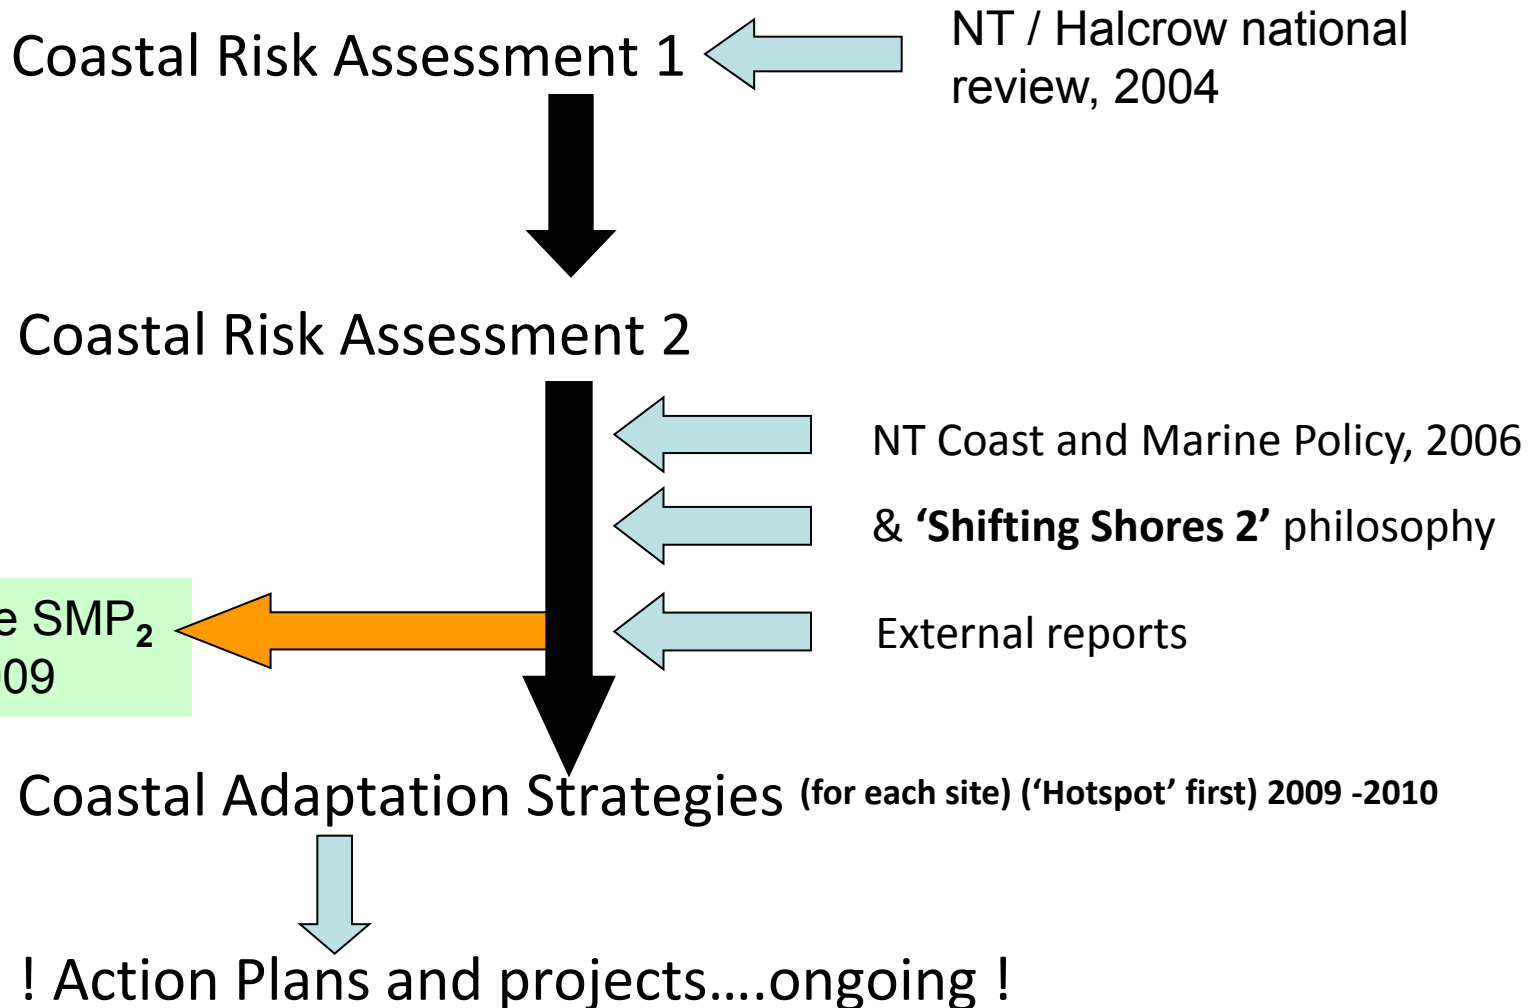 Coastal Risk Assessment 1
NT / Halcrow national
review, 2004
Coastal Risk Assessment 2
NT Coast and Marine Policy, 2006
& ‘Shifting Shores 2’ philosophy
External reports
SMP₂
Coastal Adaptation Strategies (for each site) (‘Hotspot’ first) 2009 -2010
! Action Plans and projects....ongoing !